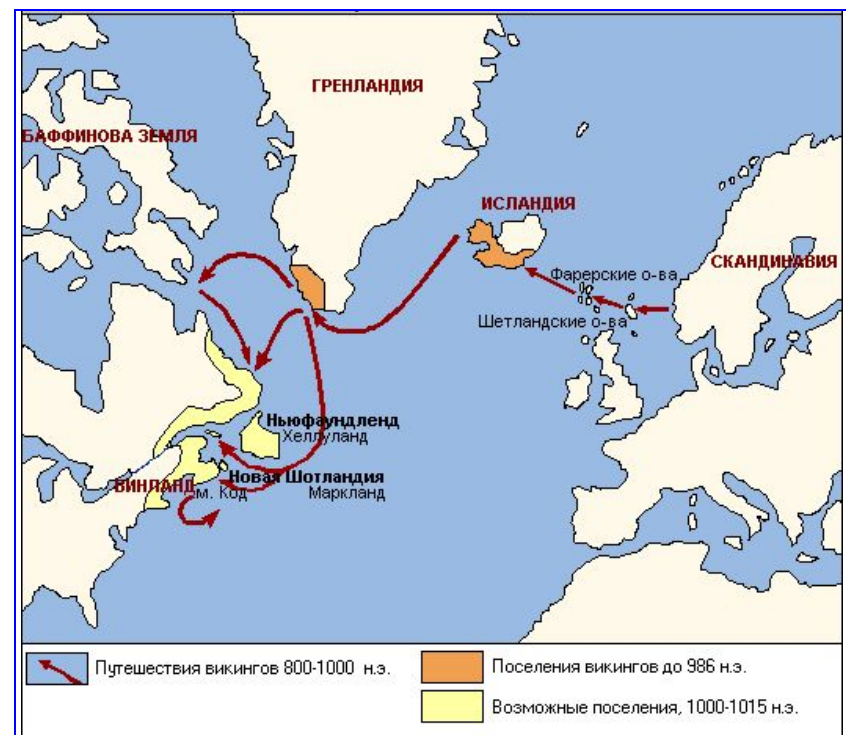 ГРЕНЛАНДИЯ
БАФФИНОВА ЗЕМЛЯ
ИСЛАНДИЯ
СКАНДИНАВИЯ
Фарерские о-ва
Шетландские о-ва
Ньюфаундленд
Хеллуланд
Новая Шотландия
ВИНЛАНД
м. Код
Маркланд
Путешествия викингов 800-1000 н.э.
Поселения викингов до 986 н.э.
Возможные поселения, 1000-1015 н.э.